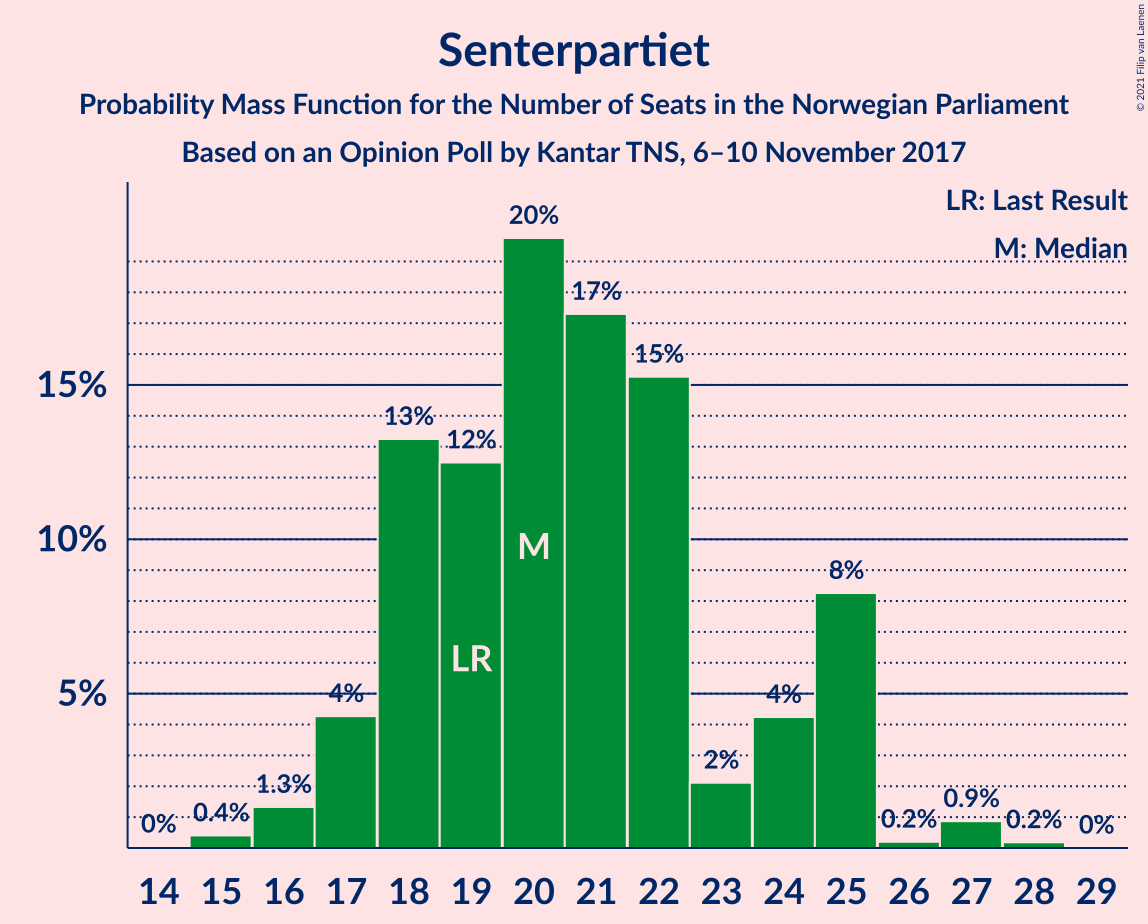 Senterpartiet
Probability Mass Function for the Number of Seats in the Norwegian Parliament
Based on an Opinion Poll by Kantar TNS, 6–10 November 2017
© 2021 Filip van Laenen
LR: Last Result
M: Median
20%
17%
15%
15%
13%
12%
10%
M
8%
LR
5%
4%
4%
2%
1.3%
0.9%
0.4%
0.2%
0.2%
0%
0%
14 15 16 17 18 19 20 21 22 23 24 25 26 27 28 29